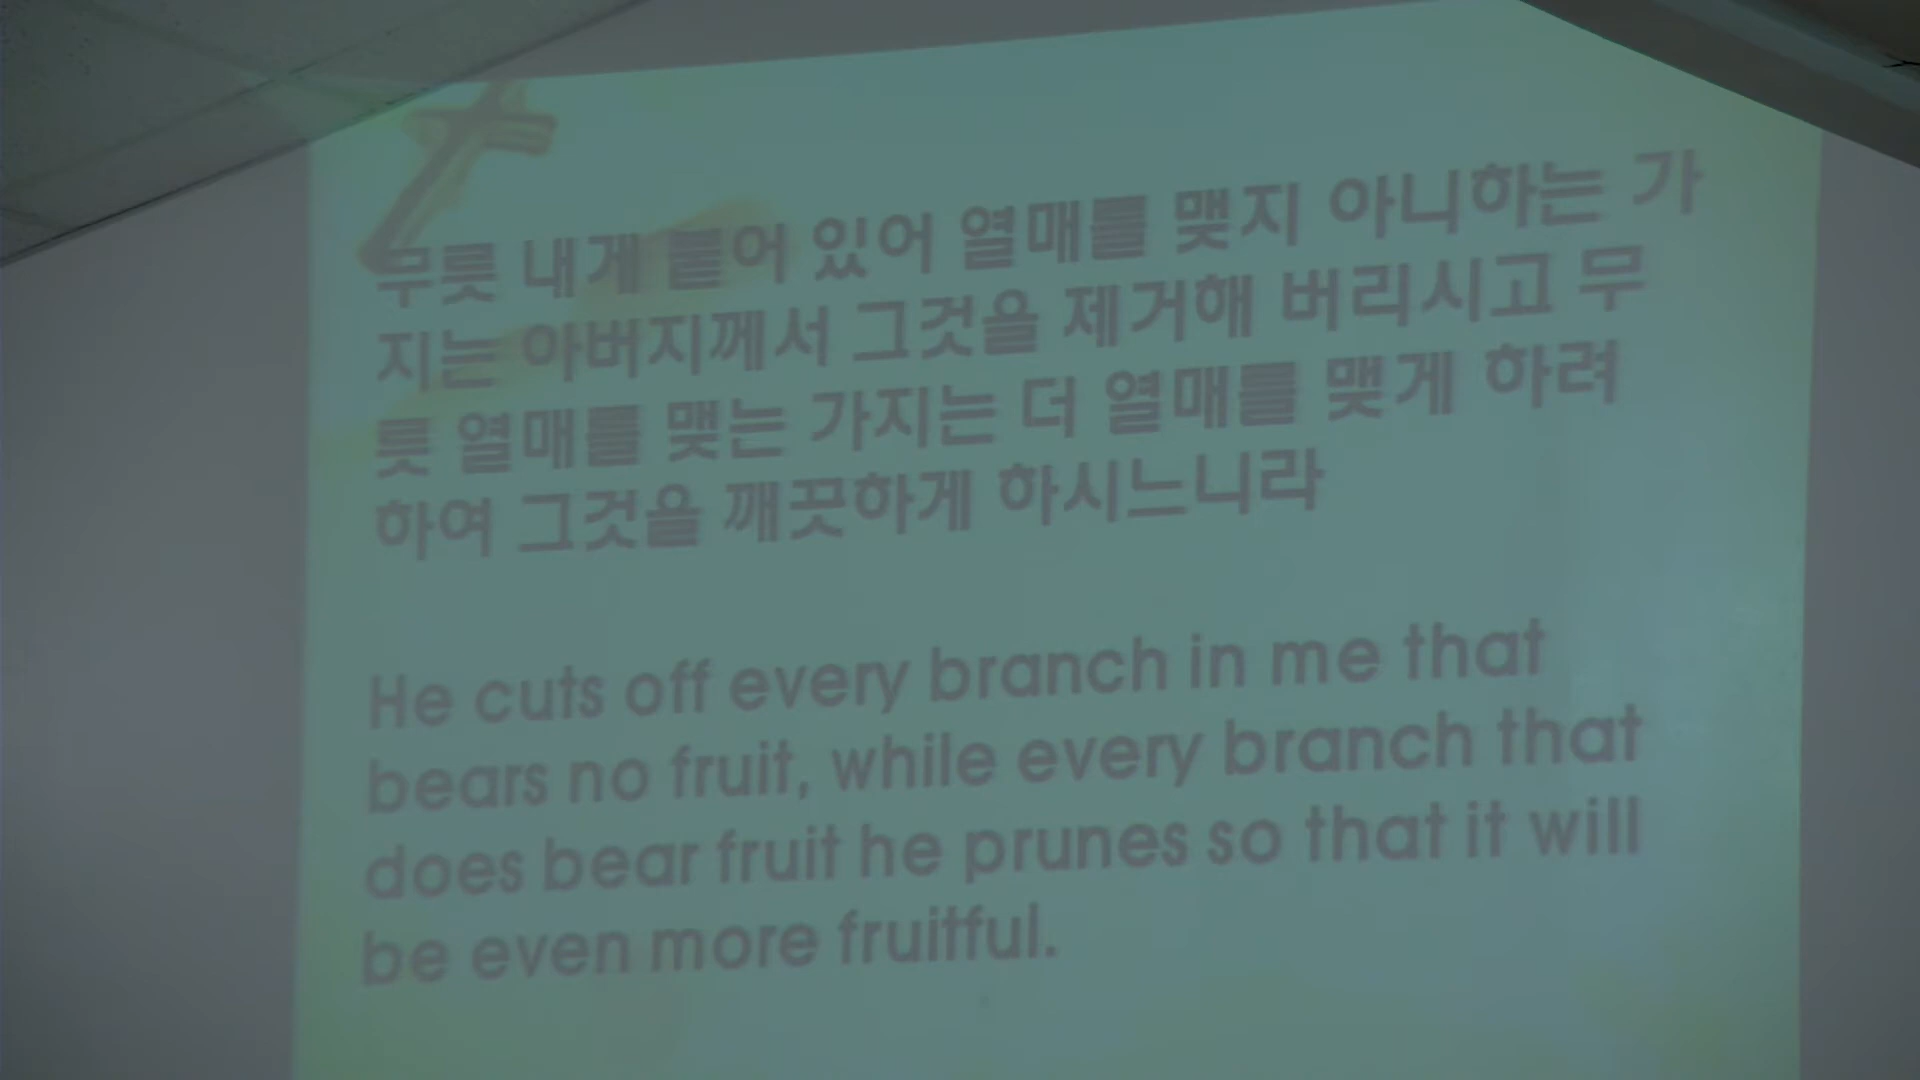 무릇 내게 붙어 있어 열매를 맺지 아니하는 가
지는 아버지께서 그것을 제거해 버리시고 무
릇 열매를 맺는 가지는 더 열매를 맺게 하려
하여 그것을 깨끗하게 하시느니라
He cuts off every branch in me that
bears no fruit, while every branch that
does bear fruit he prunes so that it will
be even more fruitful.